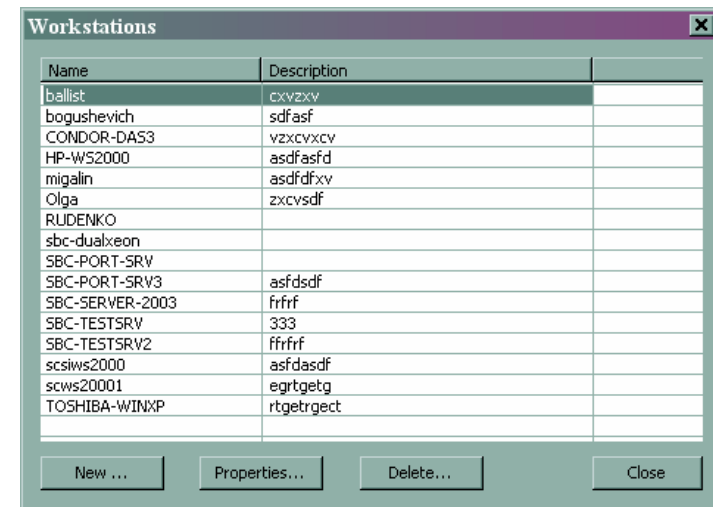 Workstations
Name Description
ballist cxvzxv
bogushevich sdfasf
CONDOR-DAS3 vzxcvxcv
HP-WS2000 asdfasfd
migalin asdfdfxv
Olga zxcvsdf
RUDENKO
sbc-dualxeon
SBC-PORT-SRV
SBC-PORT-SRV3 asfdsdf
SBC-SERVER-2003 frfrf
SBC-TESTSRV 333
SBC-TESTSRV2 ffrfrf
scsiws2000 asfdasdf
scws20001 egrtgetg
TOSHIBA-WINXP rtgetrgect
New ... Properties... Delete... Close